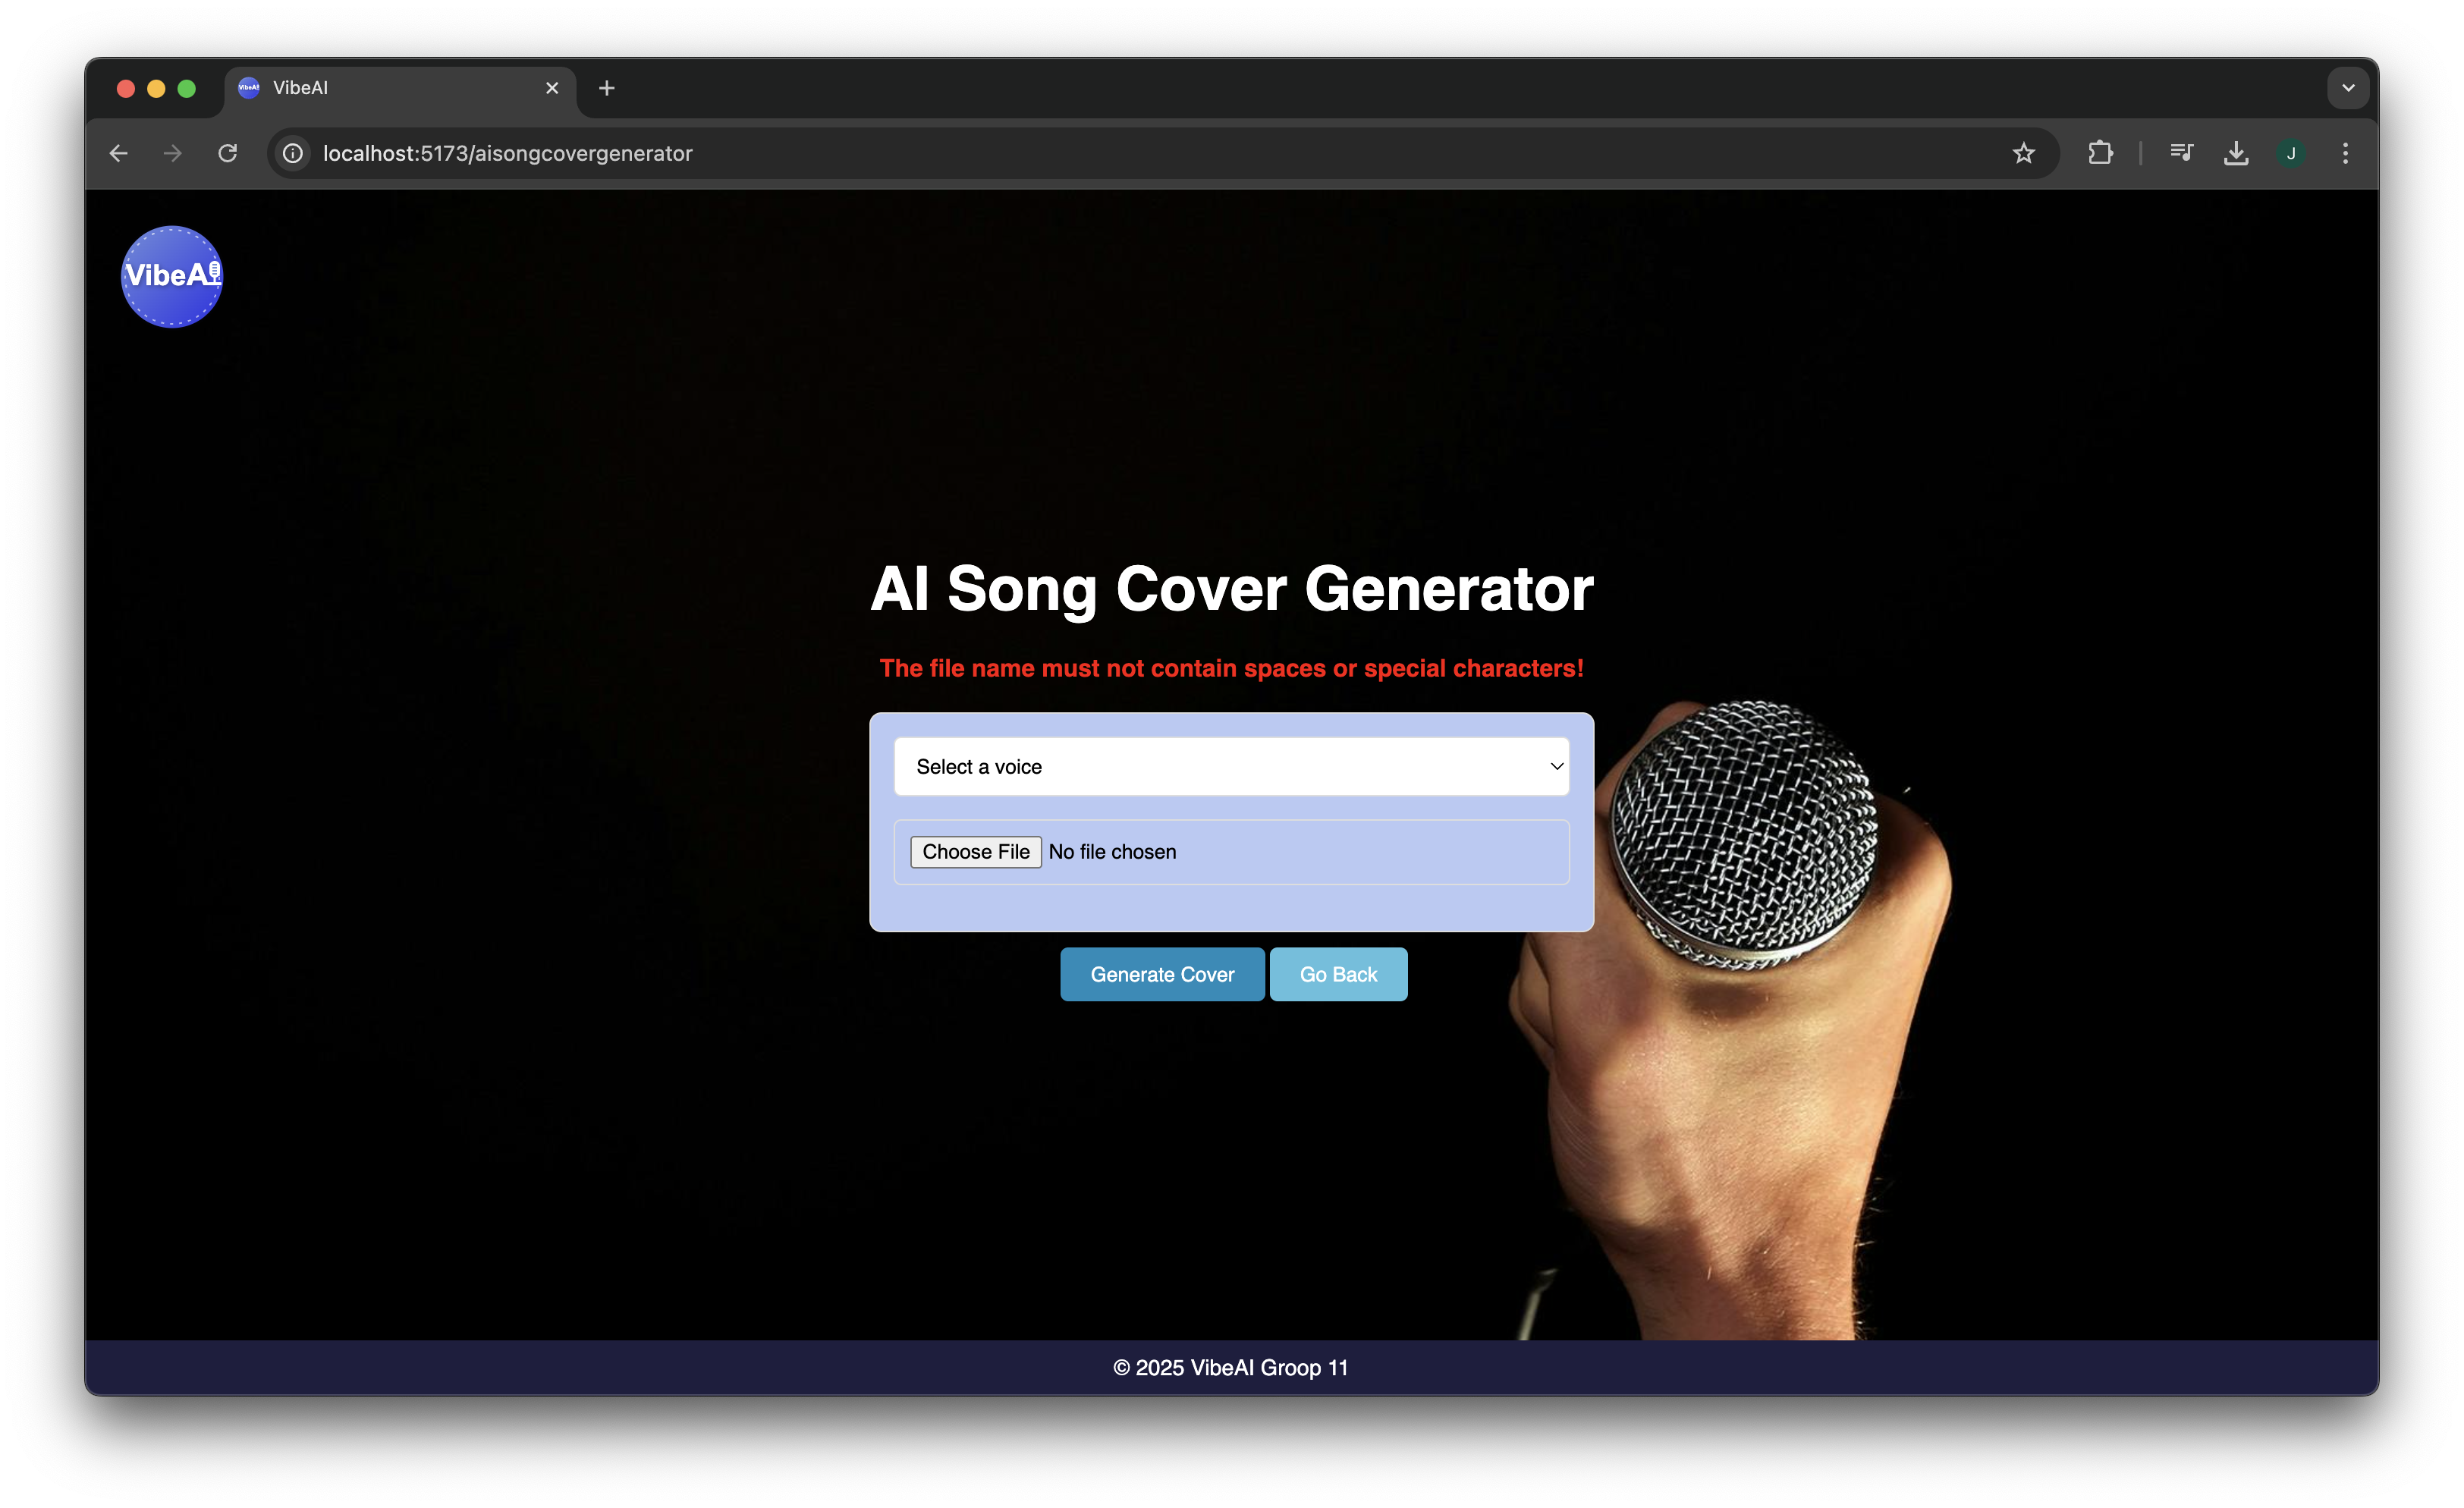 VibeAI
VibeAI
localhost:5173/aisongcovergenerator
J
VibeAI
AI Song Cover Generator
The file name must not contain spaces or special characters!
Select a voice
Choose File No file chosen
Generate Cover Go Back
© 2025 VibeAI Groop 11